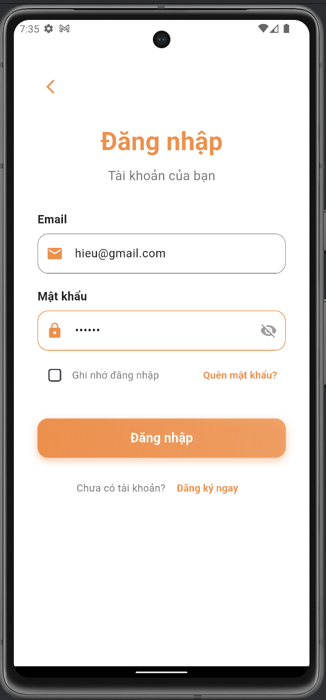 7:35
Đăng nhập
Tài khoản của bạn
Email
hieu@gmail.com
Mật khẩu
••••••
Ghi nhớ đăng nhập Quên mật khẩu?
Đăng nhập
Chưa có tài khoản? Đăng ký ngay